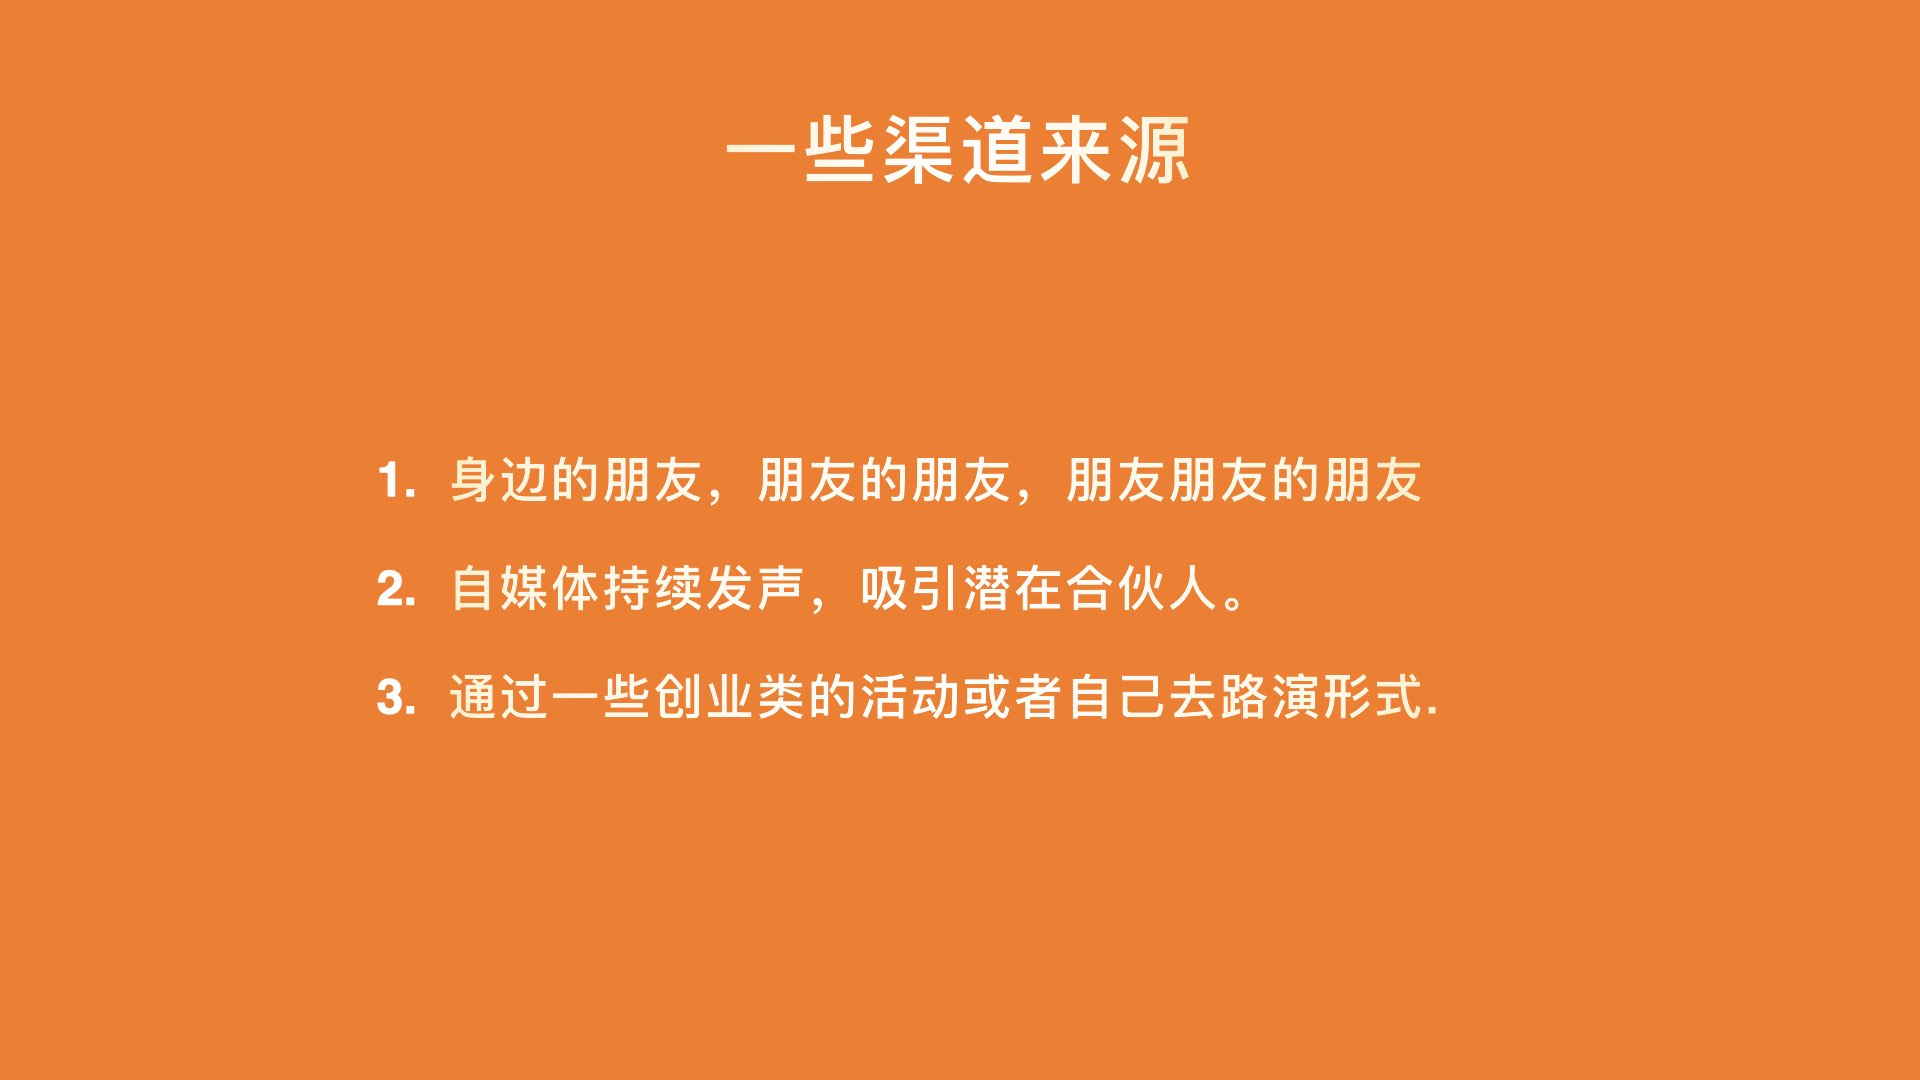 一些渠道来源
1. 身边的朋友，朋友的朋友，朋友朋友的朋友
2. 自媒体持续发声，吸引潜在合伙人。
3. 通过一些创业类的活动或者自己去路演形式.